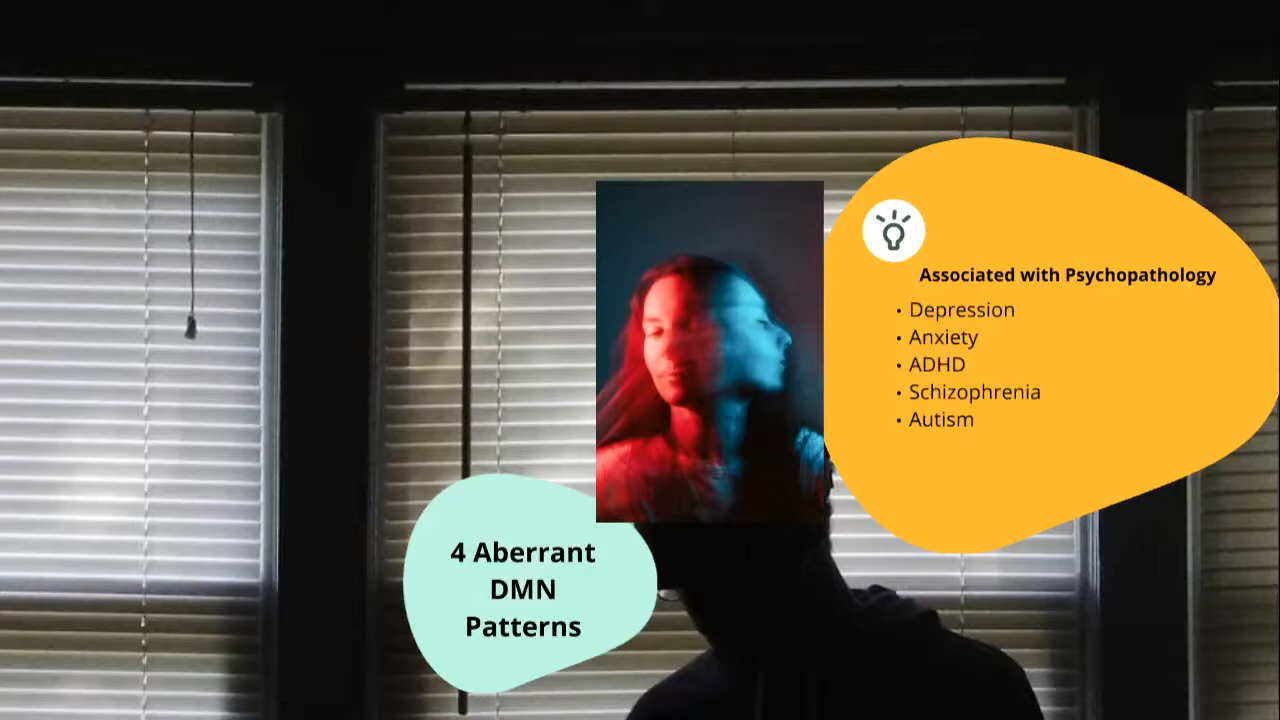 Associated with Psychopathology
• Depression
• Anxiety
• ADHD
• Schizophrenia
• Autism
4 Aberrant
DMN
Patterns